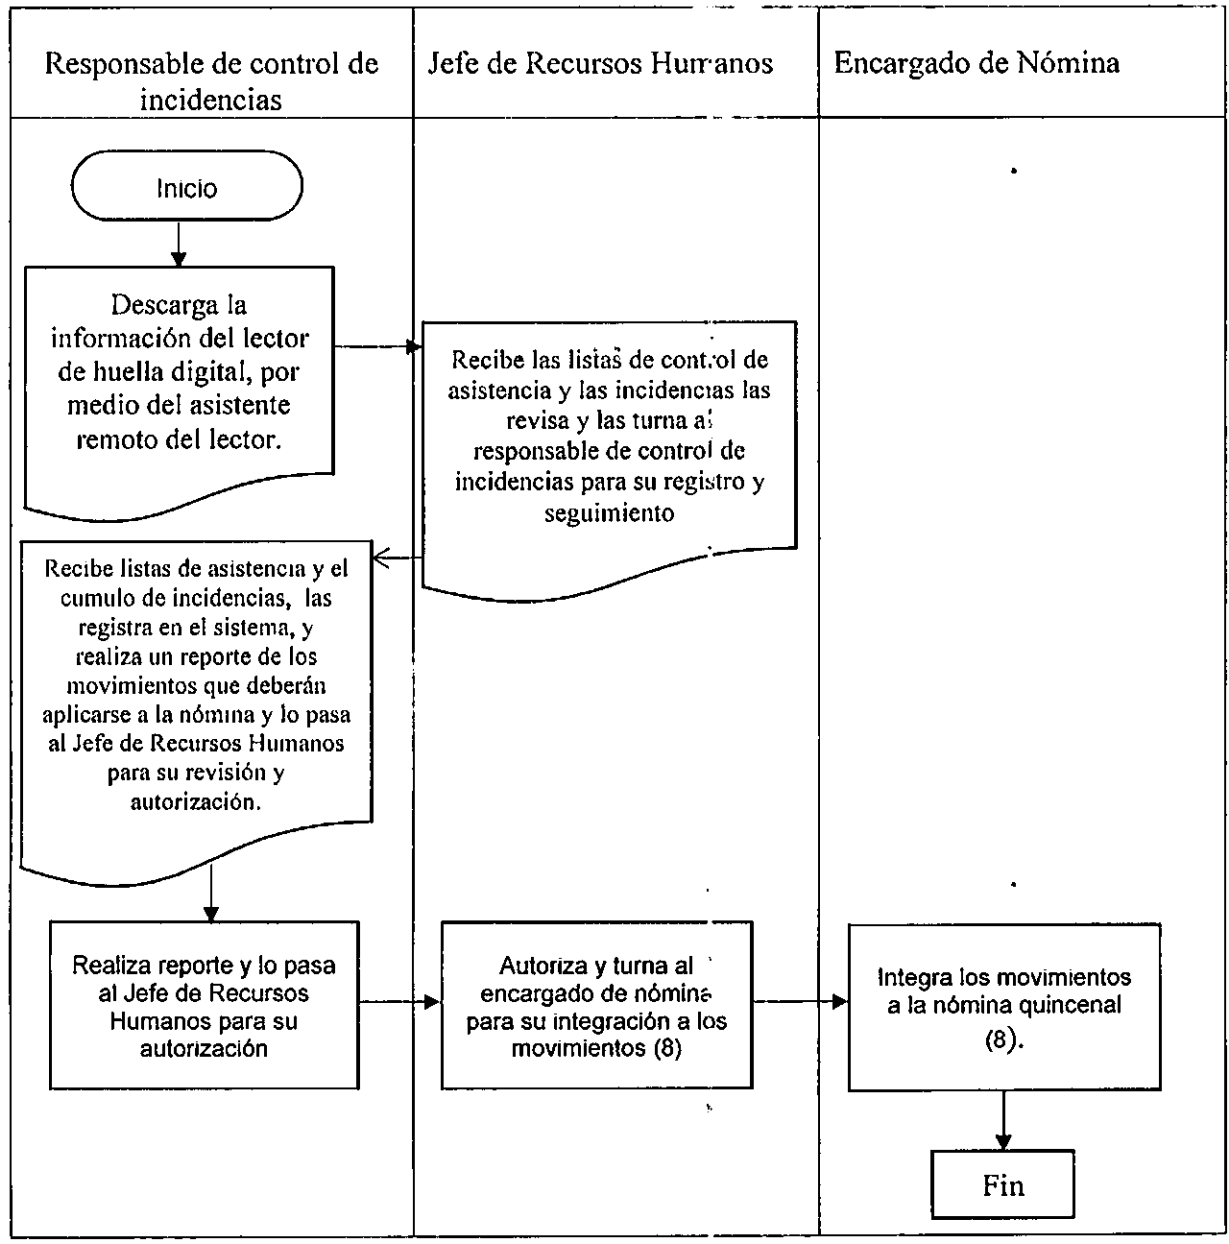 Responsable de control de
incidencias
Jefe de Recursos Humanos
Encargado de Nómina
Inicio
Descarga la
información del lector
de huella digital, por
medio del asistente
remoto del lector.
Recibe las listas de control de
asistencia y las incidencias las
revisa y las turna al
responsable de control de
incidencias para su registro y
seguimiento
Recibe listas de asistencia y el
cumulo de incidencias, las
registra en el sistema, y
realiza un reporte de los
movimientos que deberán
aplicarse a la nómina y lo pasa
al Jefe de Recursos Humanos
para su revisión y
autorización.
Realiza reporte y lo pasa
al Jefe de Recursos
Humanos para su
autorización
Autoriza y turna al
encargado de nómina
para su integración a los
movimientos (8)
Integra los movimientos
a la nómina quincenal
(8).
Fin